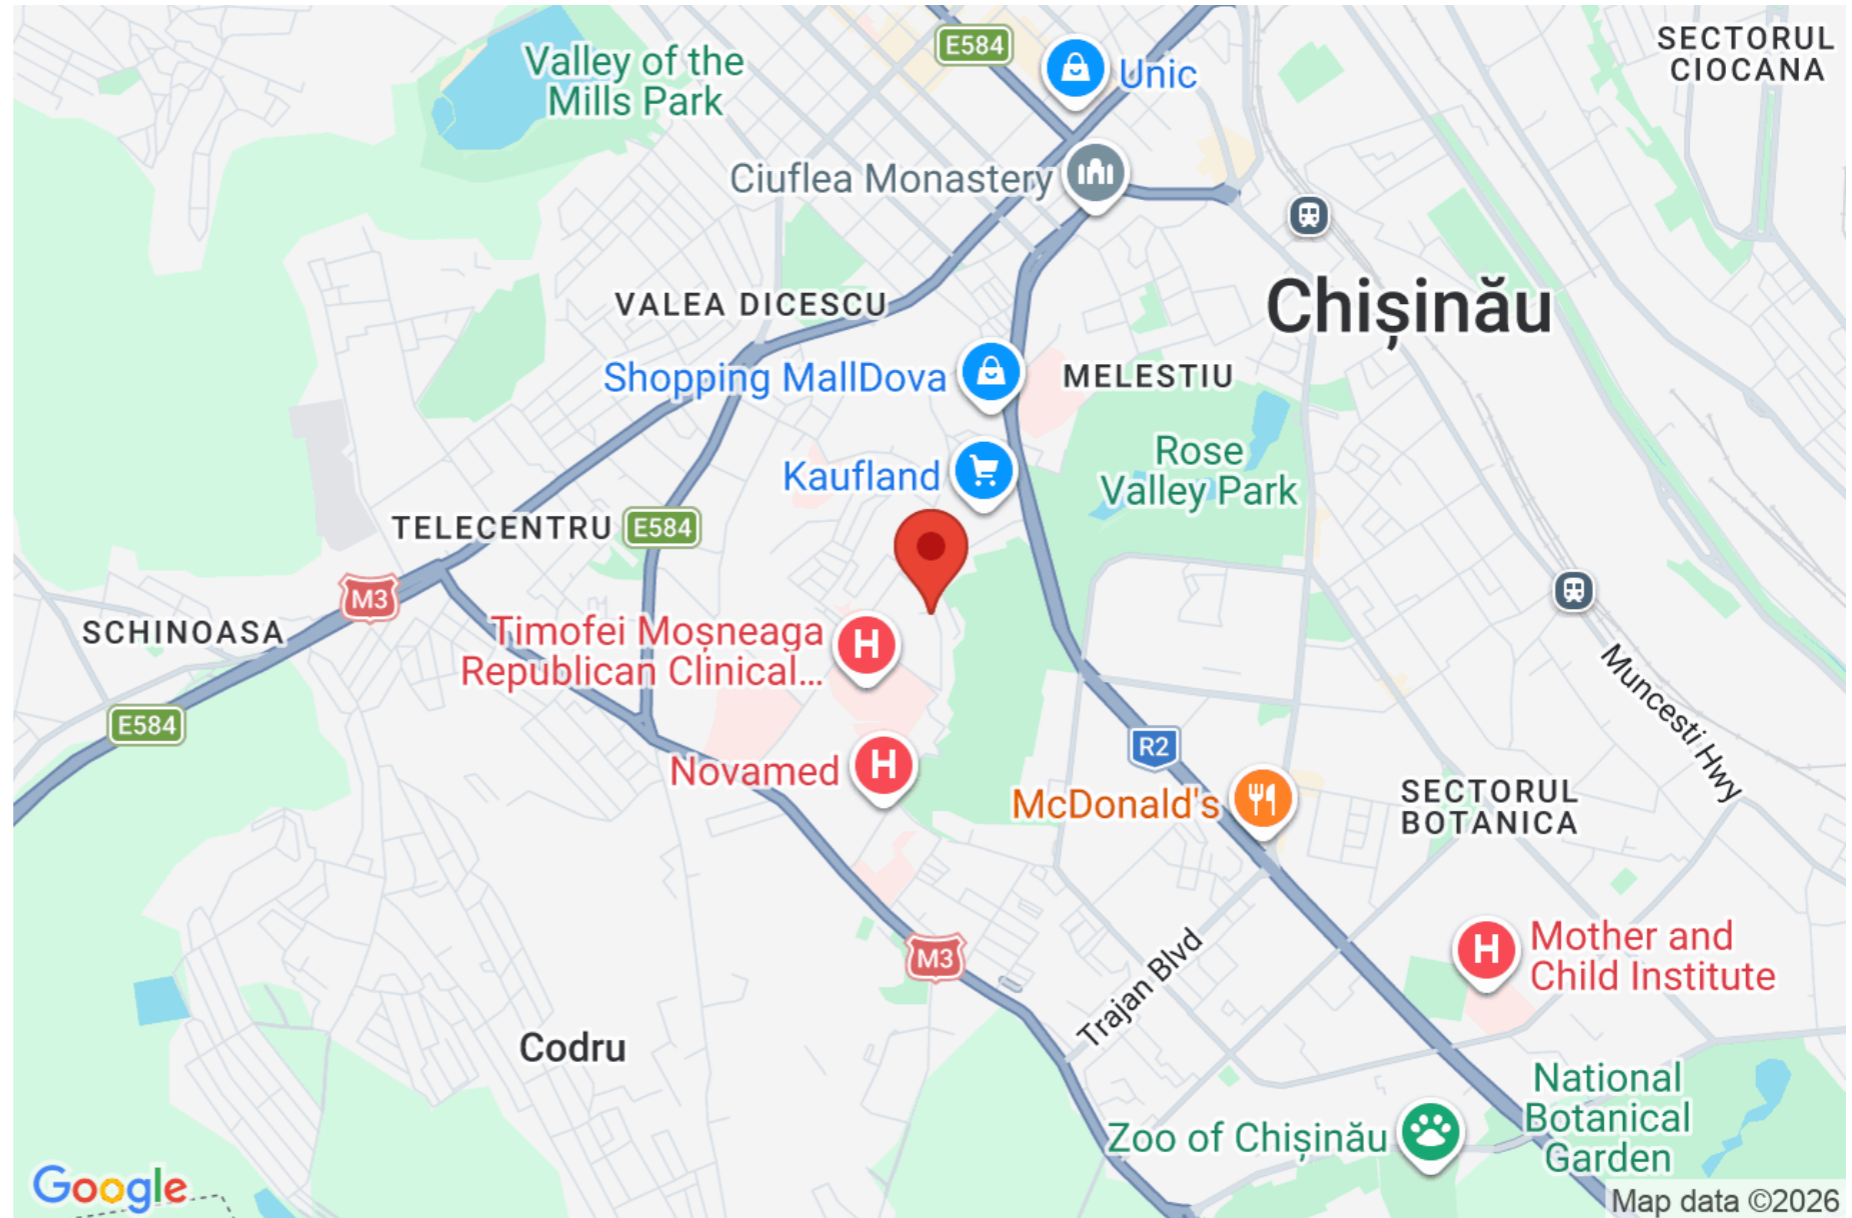 SECTORUL
CIOCANA
E584
Unic
Valley of the
Mills Park
Ciuflea Monastery
Chișinău
VALEA DICESCU
Shopping MallDova
MELESTIU
Rose
Valley Park
Kaufland
TELECENTRU
E584
M3
SCHINOASA
Timofei Moșneaga
Republican Clinical...
H
Muncesti Hwy
E584
R2
Novamed
H
McDonald's
SECTORUL
BOTANICA
M3
Trajan Blvd
H
Mother and
Child Institute
Codru
National
Botanical
Garden
Zoo of Chișinău
Google
Map data ©2026